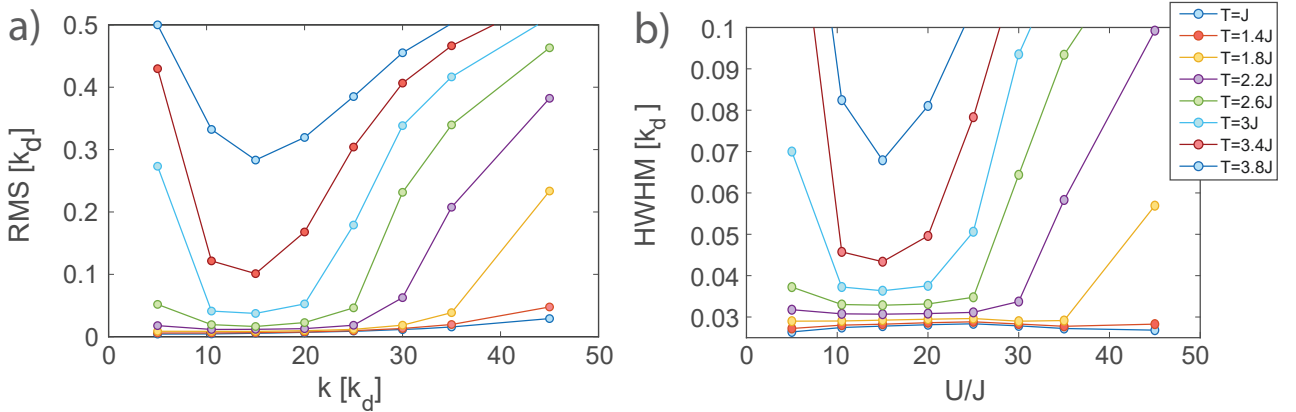 a)
0.5
0.4
0.3
0.2
0.1
0
RMS [k_d]
0 10 20 30 40 50
k [k_d]
b)
0.1
0.09
0.08
0.07
0.06
0.05
0.04
0.03
HWHM [k_d]
0 10 20 30 40 50
U/J
T=J
T=1.4J
T=1.8J
T=2.2J
T=2.6J
T=3J
T=3.4J
T=3.8J